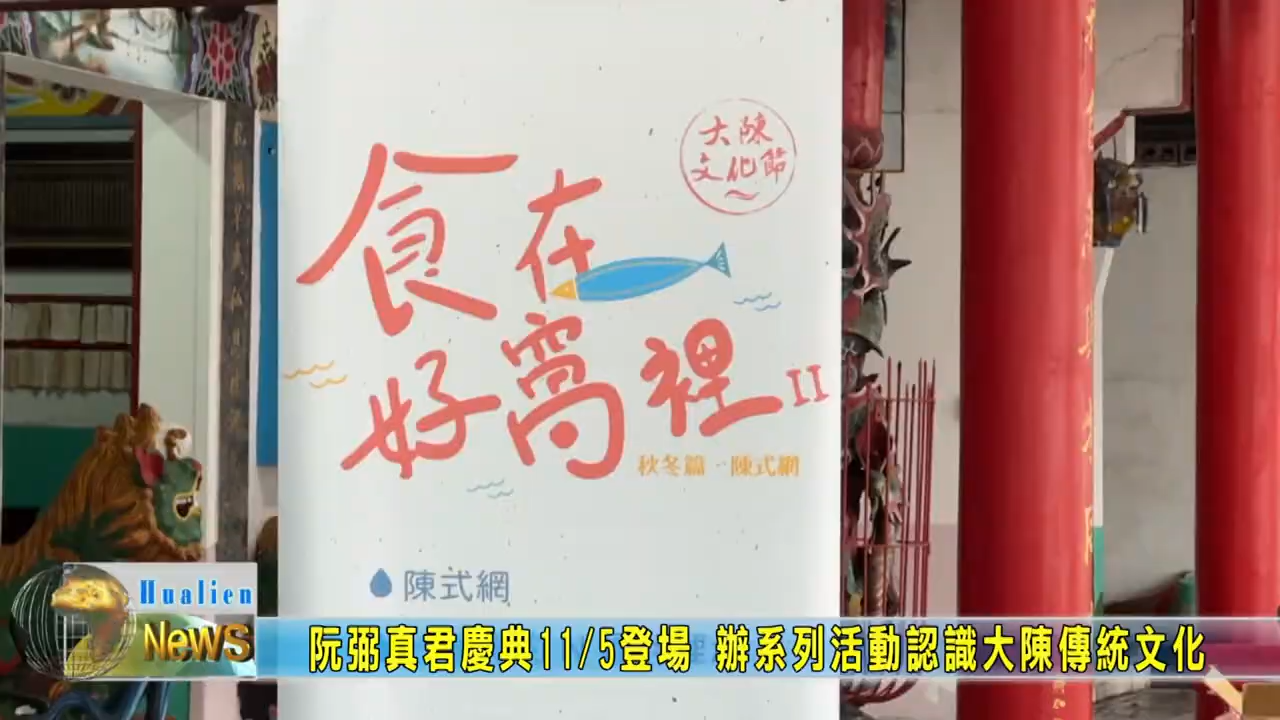 大陳
文化節
食在
好窩裡 II
秋冬篇 - 陳式網
陳式網
Hualien
News
阮弼真君慶典11/5登場 辦系列活動認識大陳傳統文化